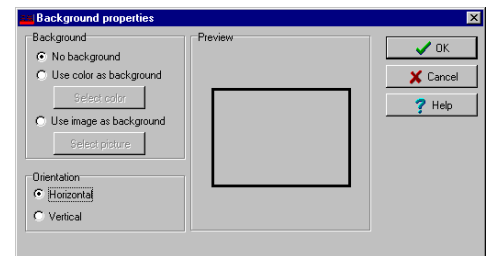 Background properties
Background
No background
Use color as background
Select color
Use image as background
Select picture
Orientation
Horizontal
Vertical
Preview
OK
Cancel
? Help